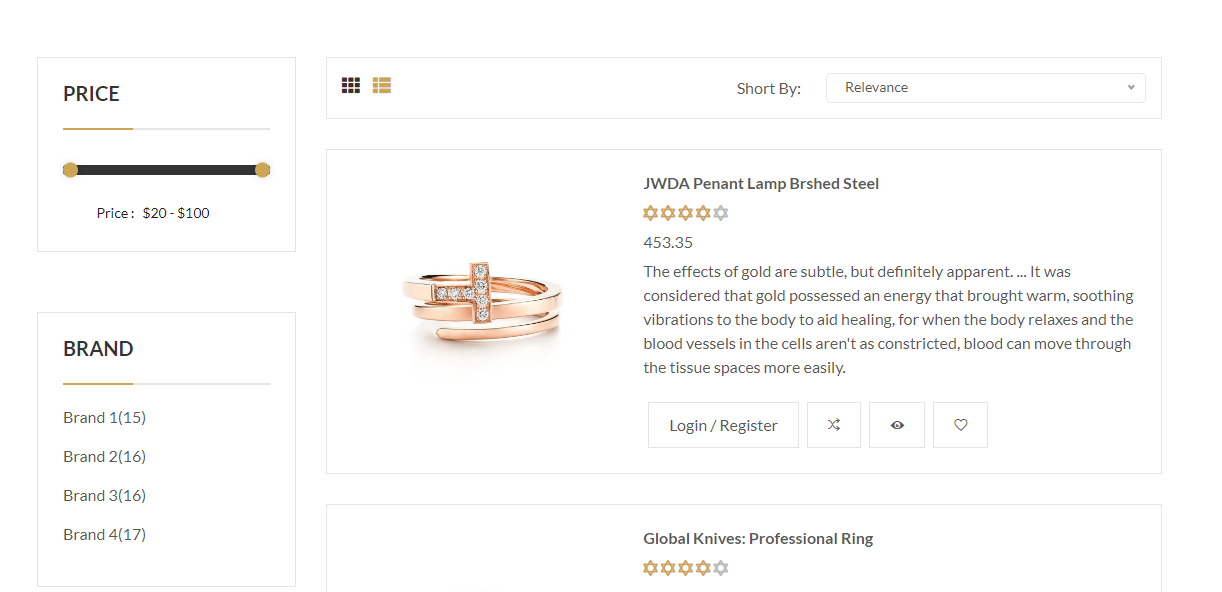 PRICE
Price : $20 - $100
BRAND
Brand 1(15)
Brand 2(16)
Brand 3(16)
Brand 4(17)
Short By: Relevance
JWDA Penant Lamp Brshed Steel
453.35
The effects of gold are subtle, but definitely apparent. ... It was
considered that gold possessed an energy that brought warm, soothing
vibrations to the body to aid healing, for when the body relaxes and the
blood vessels in the cells aren't as constricted, blood can move through
the tissue spaces more easily.
Login / Register
Global Knives: Professional Ring